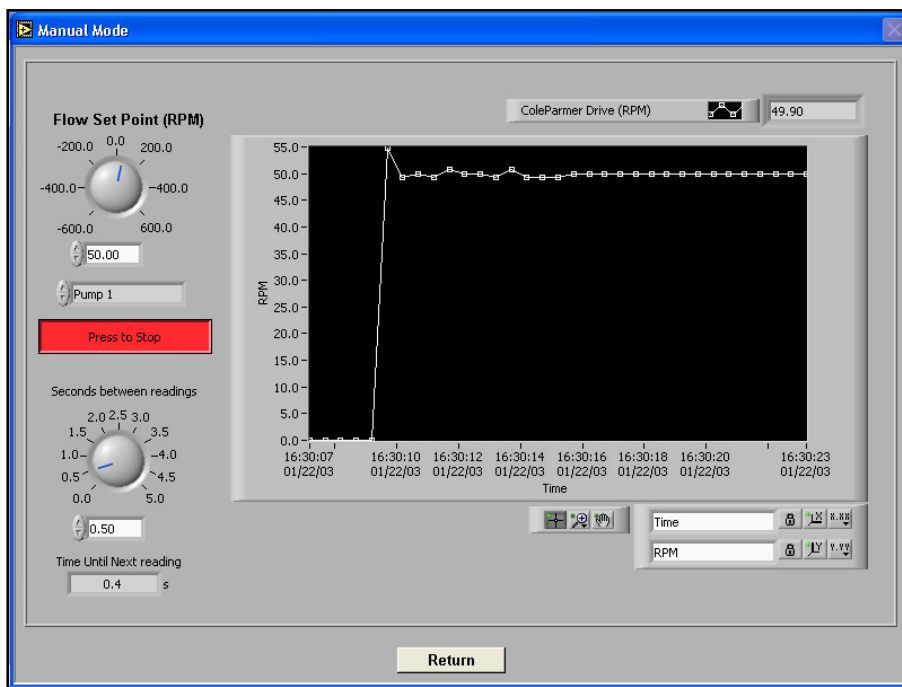 Manual Mode
ColeParmer Drive (RPM)
49.90
Flow Set Point (RPM)
-200.0 0.0 200.0
-400.0 -400.0
-600.0 600.0
50.00
Pump 1
Press to Stop
Seconds between readings
2.0 2.5 3.0
1.5 3.5
1.0 -4.0
0.5 4.5
0.0 5.0
0.50
Time Until Next reading
0.4 s
55.0
50.0
45.0
40.0
35.0
30.0
25.0
20.0
15.0
10.0
5.0
0.0
RPM
16:30:07 16:30:10 16:30:12 16:30:14 16:30:16 16:30:18 16:30:20 16:30:23
01/22/03 01/22/03 01/22/03 01/22/03 01/22/03 01/22/03 01/22/03 01/22/03
Time
Time X X.XX
RPM Y Y.YY
Return